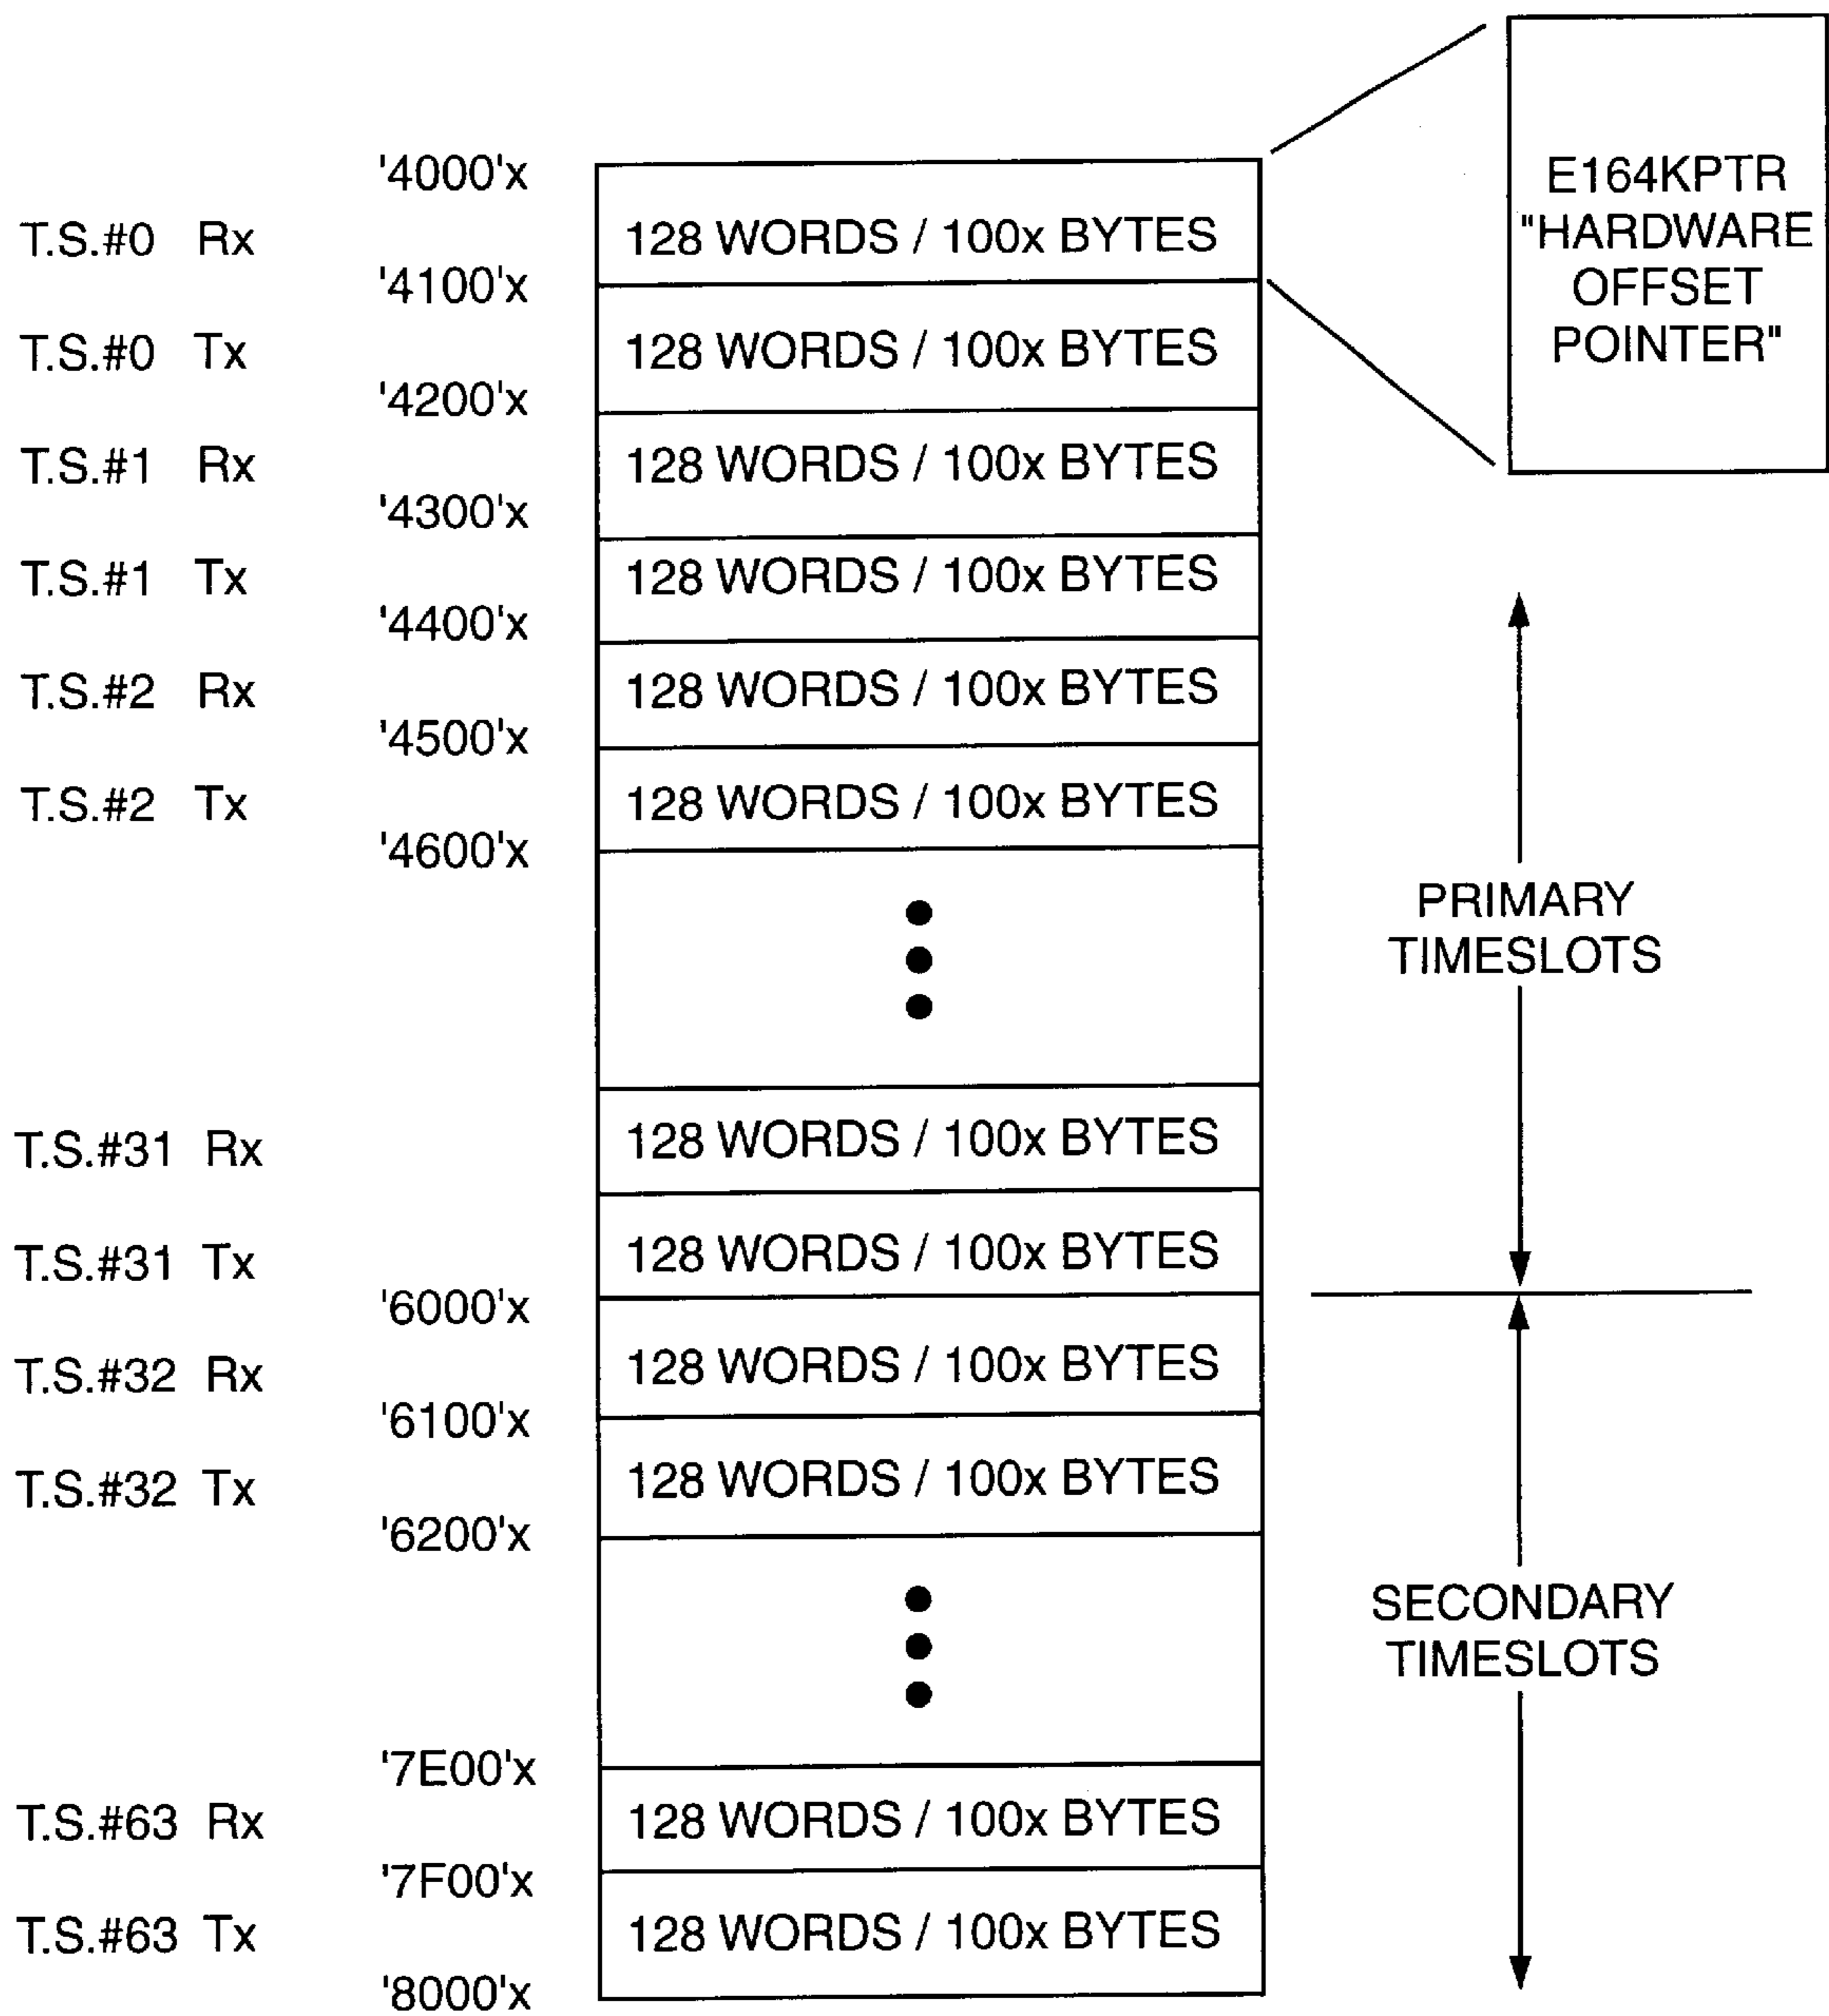 '4000'x
T.S.#0 Rx 128 WORDS / 100x BYTES
'4100'x
T.S.#0 Tx 128 WORDS / 100x BYTES
'4200'x
T.S.#1 Rx 128 WORDS / 100x BYTES
'4300'x
T.S.#1 Tx 128 WORDS / 100x BYTES
'4400'x
T.S.#2 Rx 128 WORDS / 100x BYTES
'4500'x
T.S.#2 Tx 128 WORDS / 100x BYTES
'4600'x
T.S.#31 Rx 128 WORDS / 100x BYTES
T.S.#31 Tx 128 WORDS / 100x BYTES
'6000'x
T.S.#32 Rx 128 WORDS / 100x BYTES
'6100'x
T.S.#32 Tx 128 WORDS / 100x BYTES
'6200'x
'7E00'x
T.S.#63 Rx 128 WORDS / 100x BYTES
'7F00'x
T.S.#63 Tx 128 WORDS / 100x BYTES
'8000'x
E164KPTR
"HARDWARE
OFFSET
POINTER"
PRIMARY
TIMESLOTS
SECONDARY
TIMESLOTS